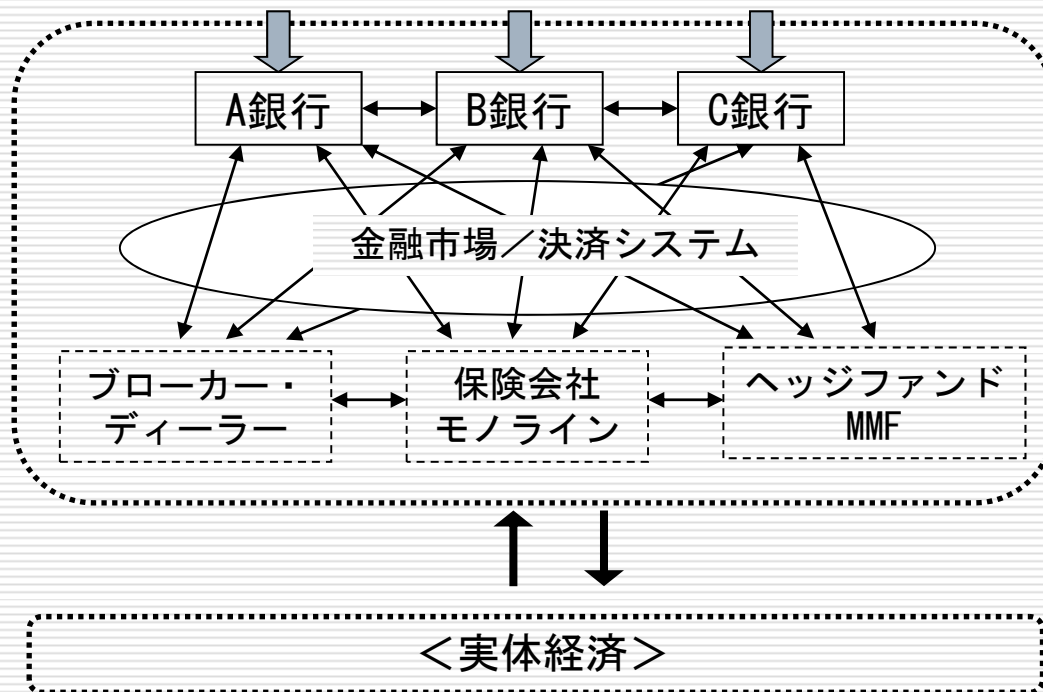 A銀行
B銀行
C銀行
金融市場／決済システム
ブローカー・
ディーラー
保険会社
モノライン
ヘッジファンド
MMF
＜実体経済＞